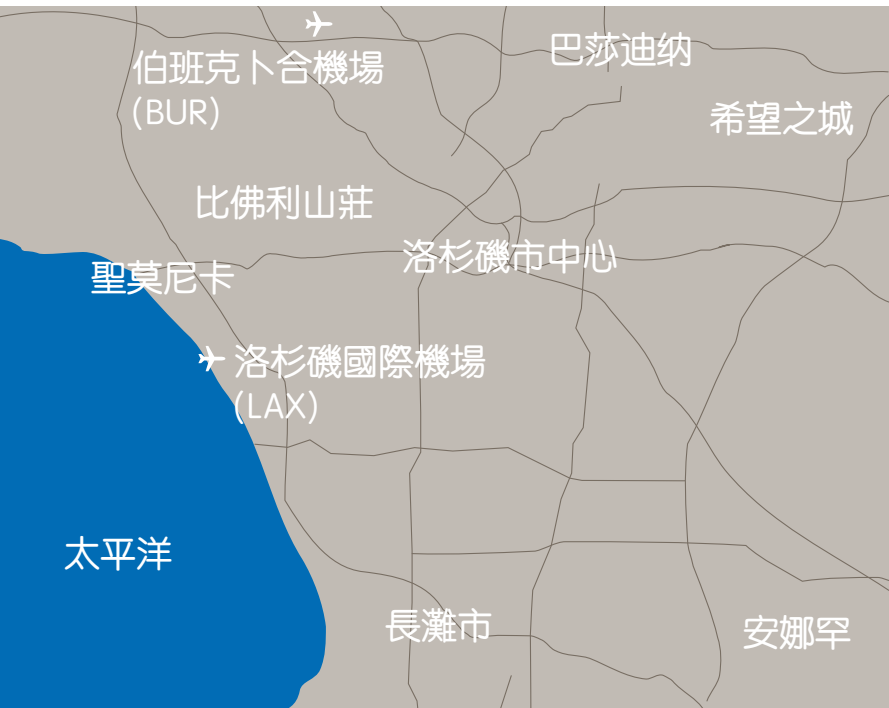 巴莎迪纳
伯班克卜合機場
(BUR)
希望之城
比佛利山莊
洛杉磯市中心
聖莫尼卡
洛杉磯國際機場
(LAX)
太平洋
長灘市
安娜罕